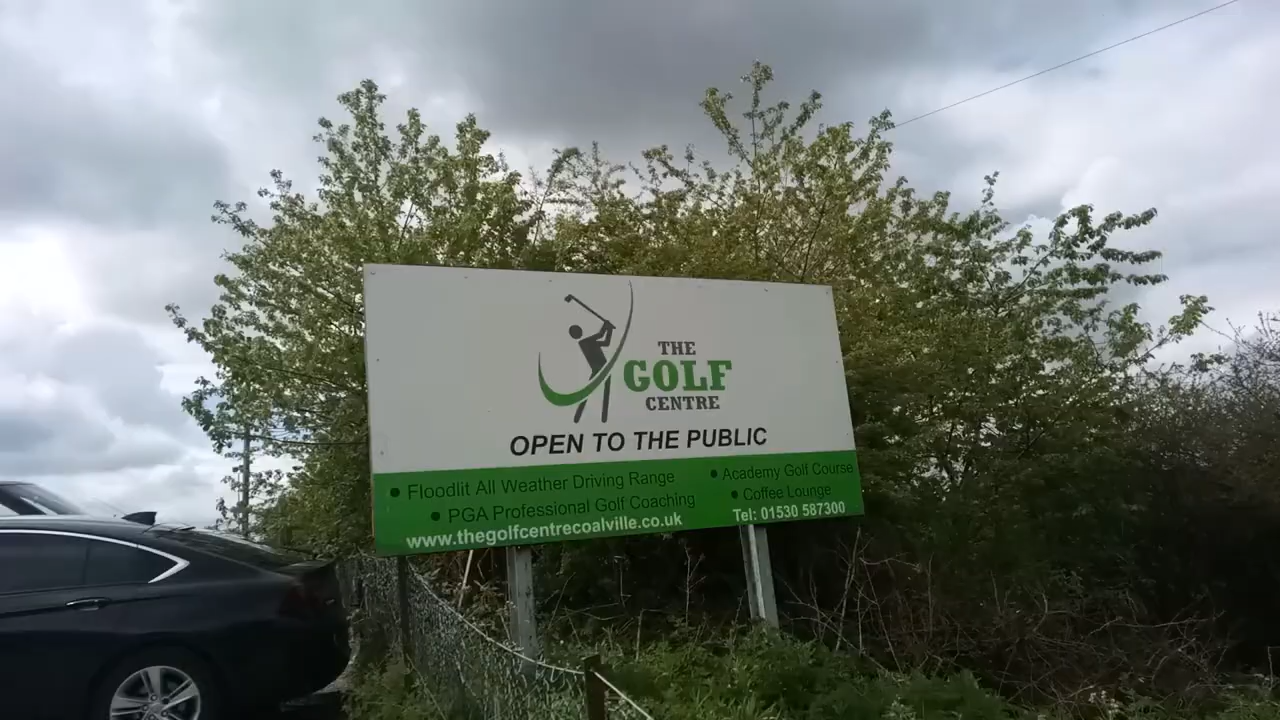 THE
GOLF
CENTRE
OPEN TO THE PUBLIC
• Floodlit All Weather Driving Range
• Academy Golf Course
• PGA Professional Golf Coaching
• Coffee Lounge
www.thegolfcentrecoalville.co.uk
Tel: 01530 587300